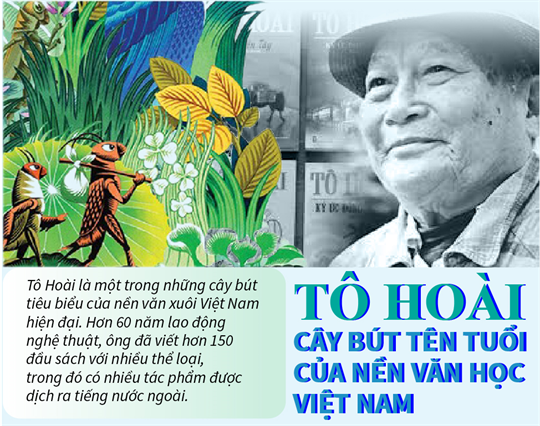 HOÀI
TÔ H
TÔ HOÀI
CÂY BÚT TÊN TUỔI
CỦA NỀN VĂN HỌC
VIỆT NAM
Tô Hoài là một trong những cây bút
tiêu biểu của nền văn xuôi Việt Nam
hiện đại. Hơn 60 năm lao động
nghệ thuật, ông đã viết hơn 150
đầu sách với nhiều thể loại,
trong đó có nhiều tác phẩm được
dịch ra tiếng nước ngoài.